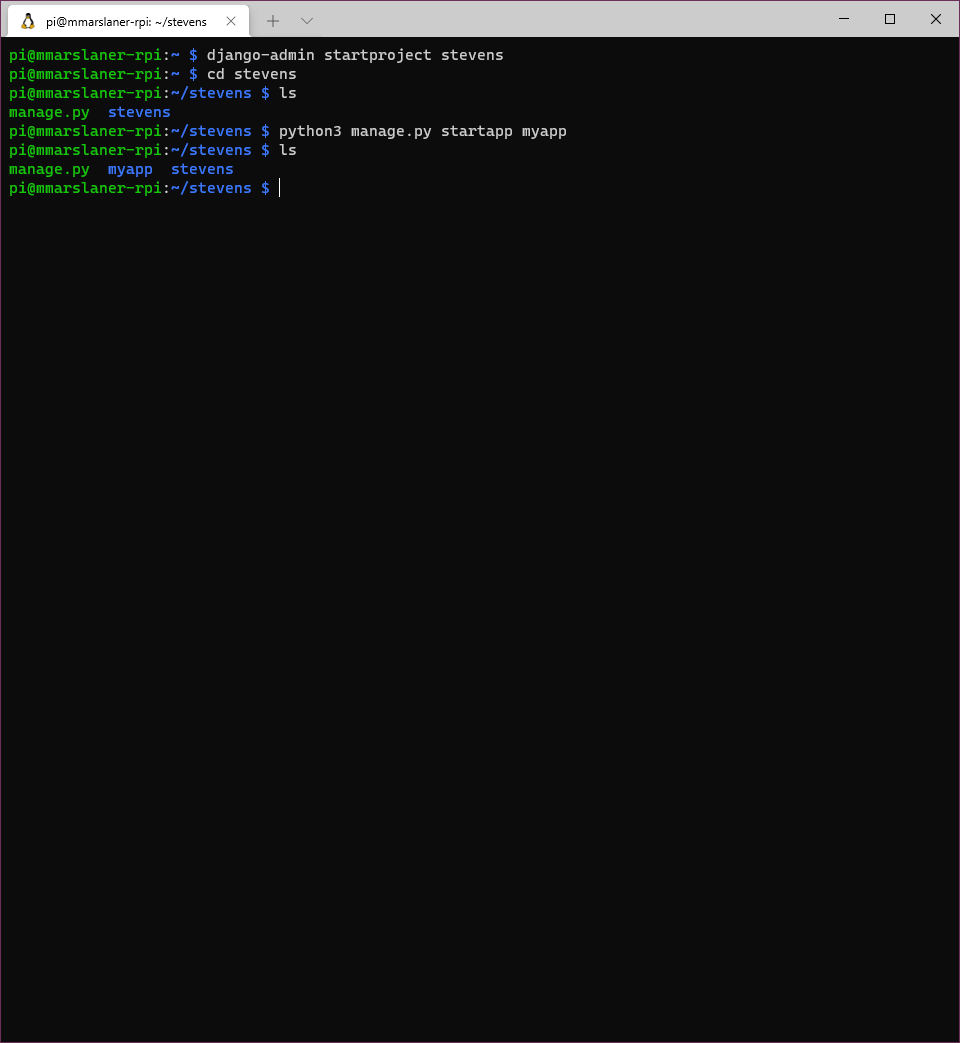 pi@mmarslaner-rpi: ~/stevens
pi@mmarslaner-rpi:~ $ django-admin startproject stevens
pi@mmarslaner-rpi:~ $ cd stevens
pi@mmarslaner-rpi:~/stevens $ ls
manage.py  stevens
pi@mmarslaner-rpi:~/stevens $ python3 manage.py startapp myapp
pi@mmarslaner-rpi:~/stevens $ ls
manage.py  myapp  stevens
pi@mmarslaner-rpi:~/stevens $